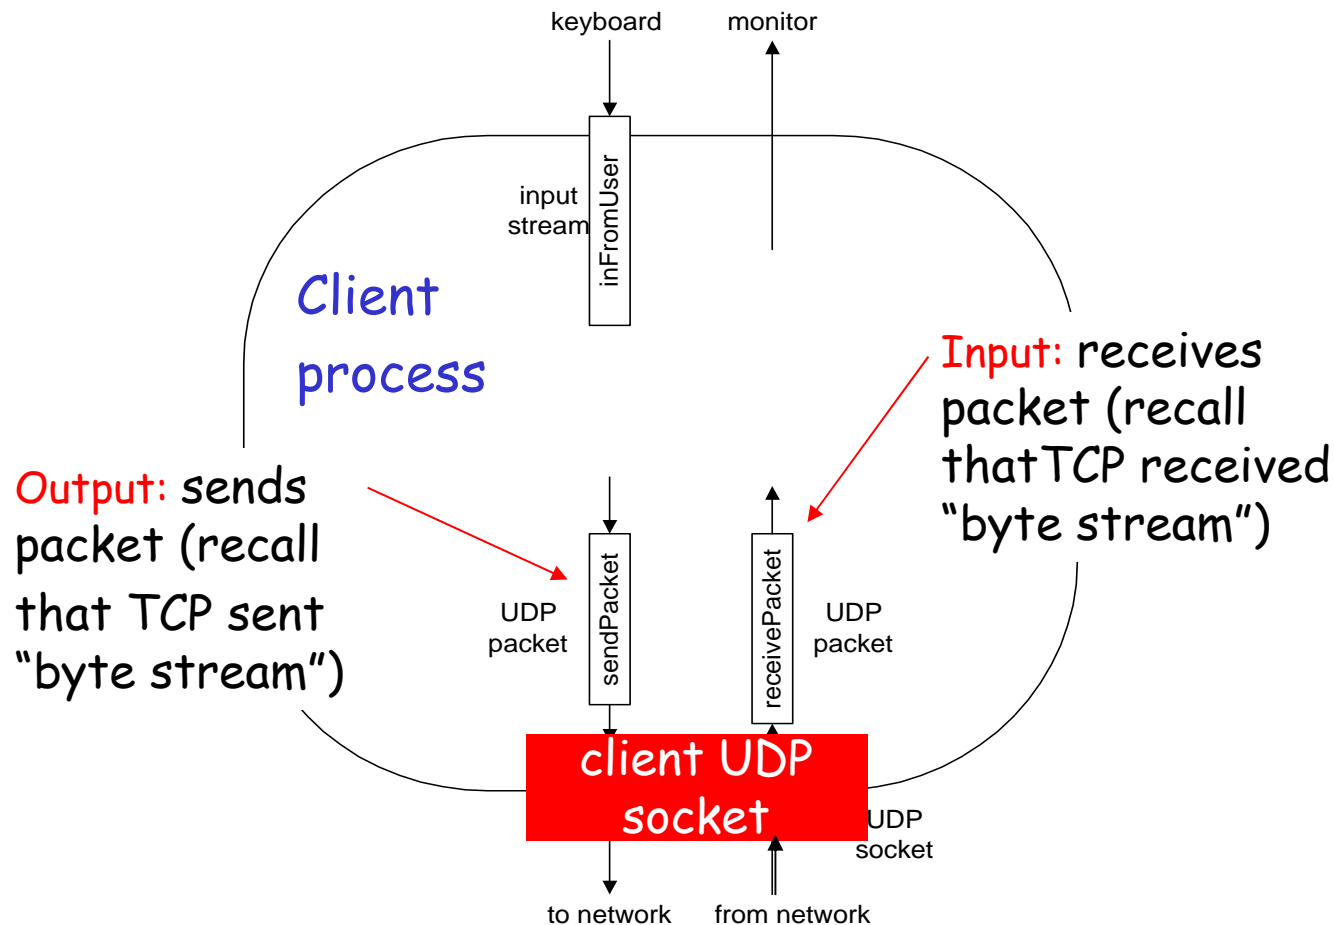 keyboard
monitor
input
stream
inFromUser
Client
process
Input: receives
packet (recall
thatTCP received
“byte stream”)
Output: sends
packet (recall
that TCP sent
“byte stream”)
UDP
packet
sendPacket
receivePacket
UDP
packet
client UDP
socket
UDP
socket
to network
from network